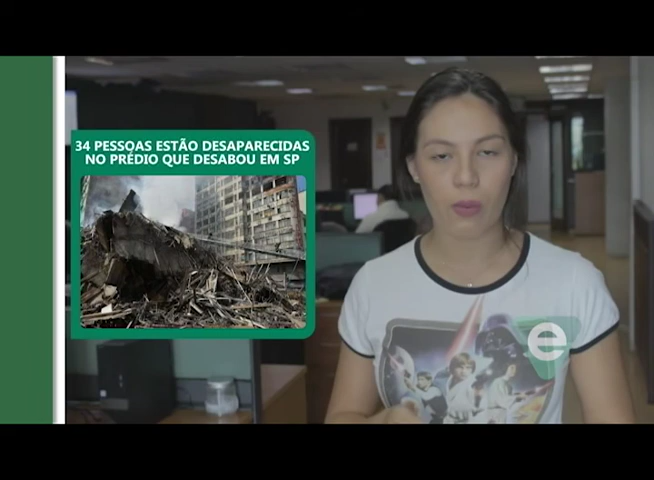 34 PESSOAS ESTÃO DESAPARECIDAS
NO PRÉDIO QUE DESABOU EM SP
e